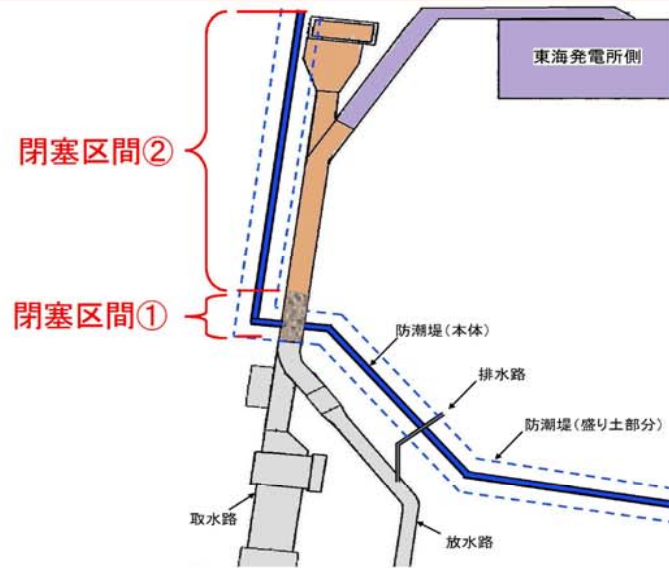 東海発電所側
閉塞区間②
閉塞区間①
防潮堤(本体)
排水路
防潮堤(盛り土部分)
取水路
放水路